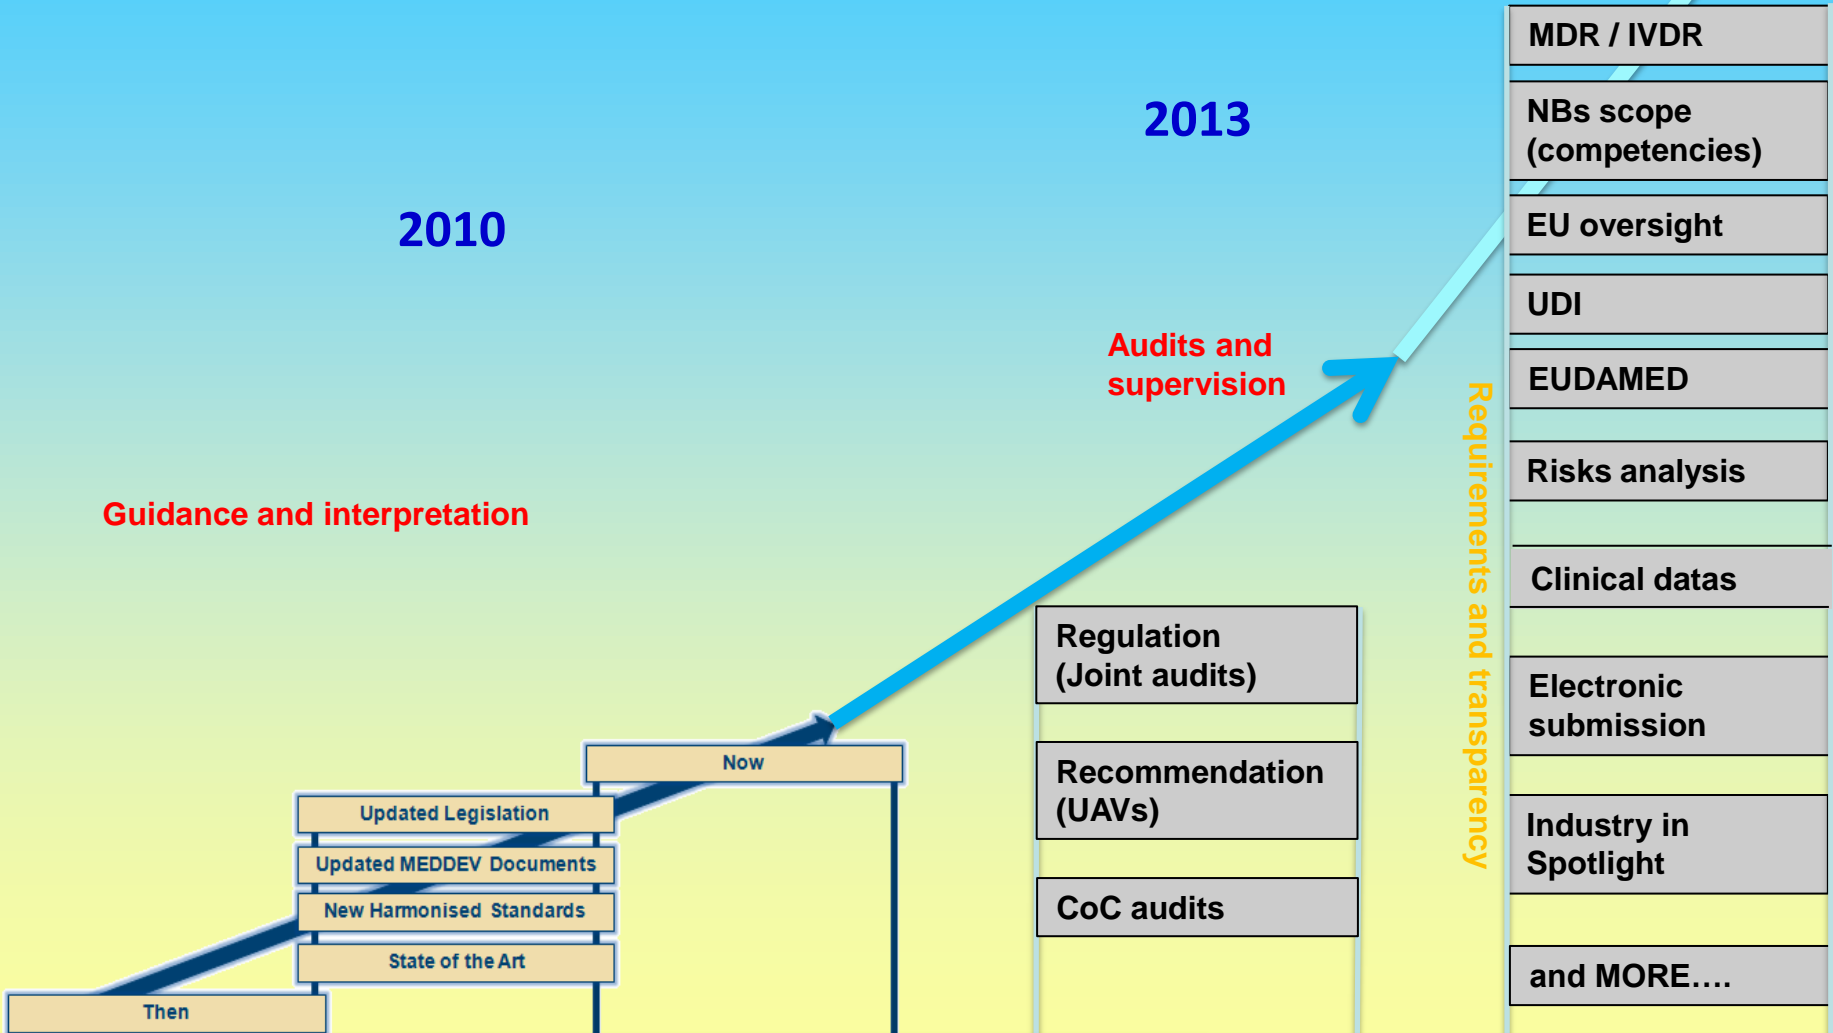 2010
Guidance and interpretation
Now
Updated Legislation
Updated MEDDEV Documents
New Harmonised Standards
State of the Art
Then
2013
Audits and
supervision
Regulation
(Joint audits)
Recommendation
(UAVs)
CoC audits
Requirements and transparency
MDR / IVDR
NBs scope
(competencies)
EU oversight
UDI
EUDAMED
Risks analysis
Clinical datas
Electronic
submission
Industry in
Spotlight
and MORE….